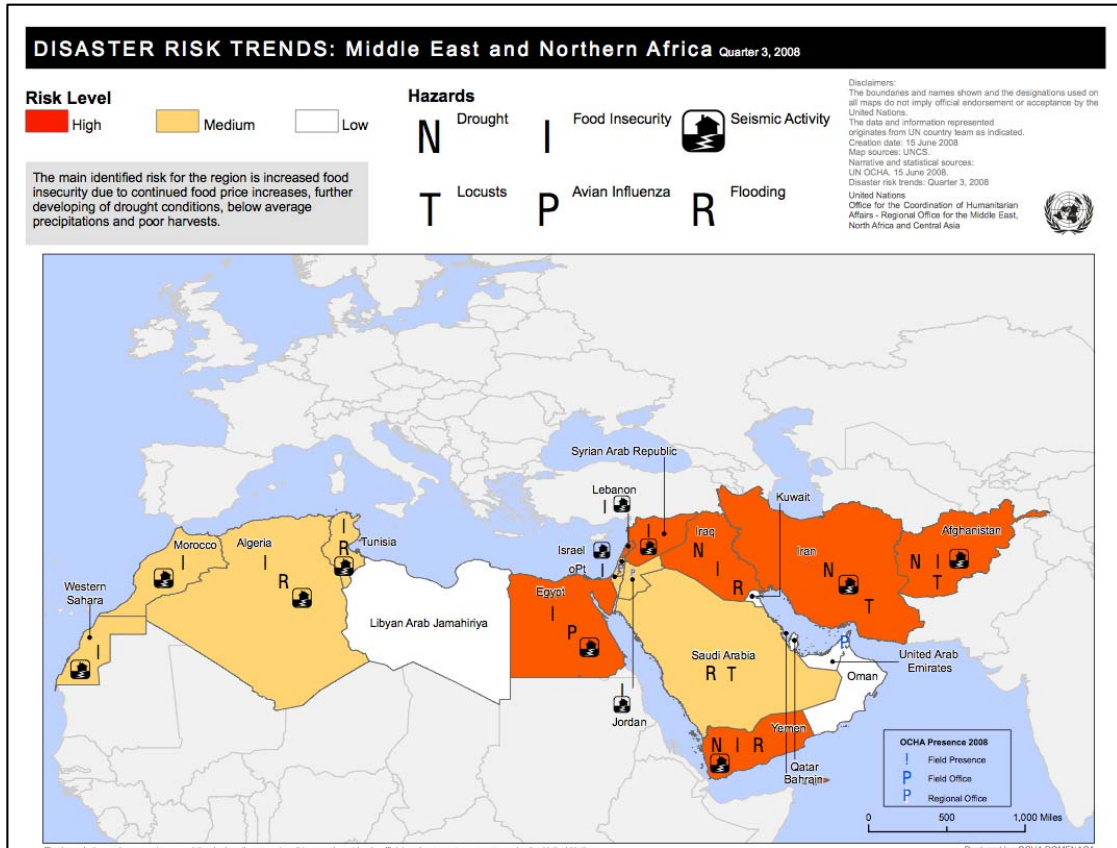 DISASTER RISK TRENDS: Middle East and Northern Africa Quarter 3, 2008
Risk Level
High
Medium
Low
The main identified risk for the region is increased food
insecurity due to continued food price increases, further
developing of drought conditions, below average
precipitations and poor harvests.
Hazards
N Drought
I Food Insecurity
Seismic Activity
T Locusts
P Avian Influenza
R Flooding
Disclaimers:
The boundaries and names shown and the designations used on
all maps do not imply official endorsement or acceptance by the
United Nations.
The data and information represented
originates from UN country team as indicated.
Creation date: 15 June 2008
Map sources: UNCS.
Narrative and statistical sources:
UN OCHA. 15 June 2008.
Disaster risk trends: Quarter 3, 2008
United Nations
Office for the Coordination of Humanitarian
Affairs - Regional Office for the Middle East,
North Africa and Central Asia
Syrian Arab Republic
I
Lebanon
I
Kuwait
Israel
oPt
I
Iraq
N
I
R
Iran
N
T
Afghanistan
N I
T
Morocco
I
Algeria
I
R
Tunisia
I
R
Western
Sahara
I
Libyan Arab Jamahiriya
Egypt
I
P
Saudi Arabia
R T
United Arab
Emirates
P
Oman
I
Jordan
Yemen
N I R
Qatar
Bahrain
OCHA Presence 2008
! Field Presence
P Field Office
P Regional Office
0 500 1,000 Miles